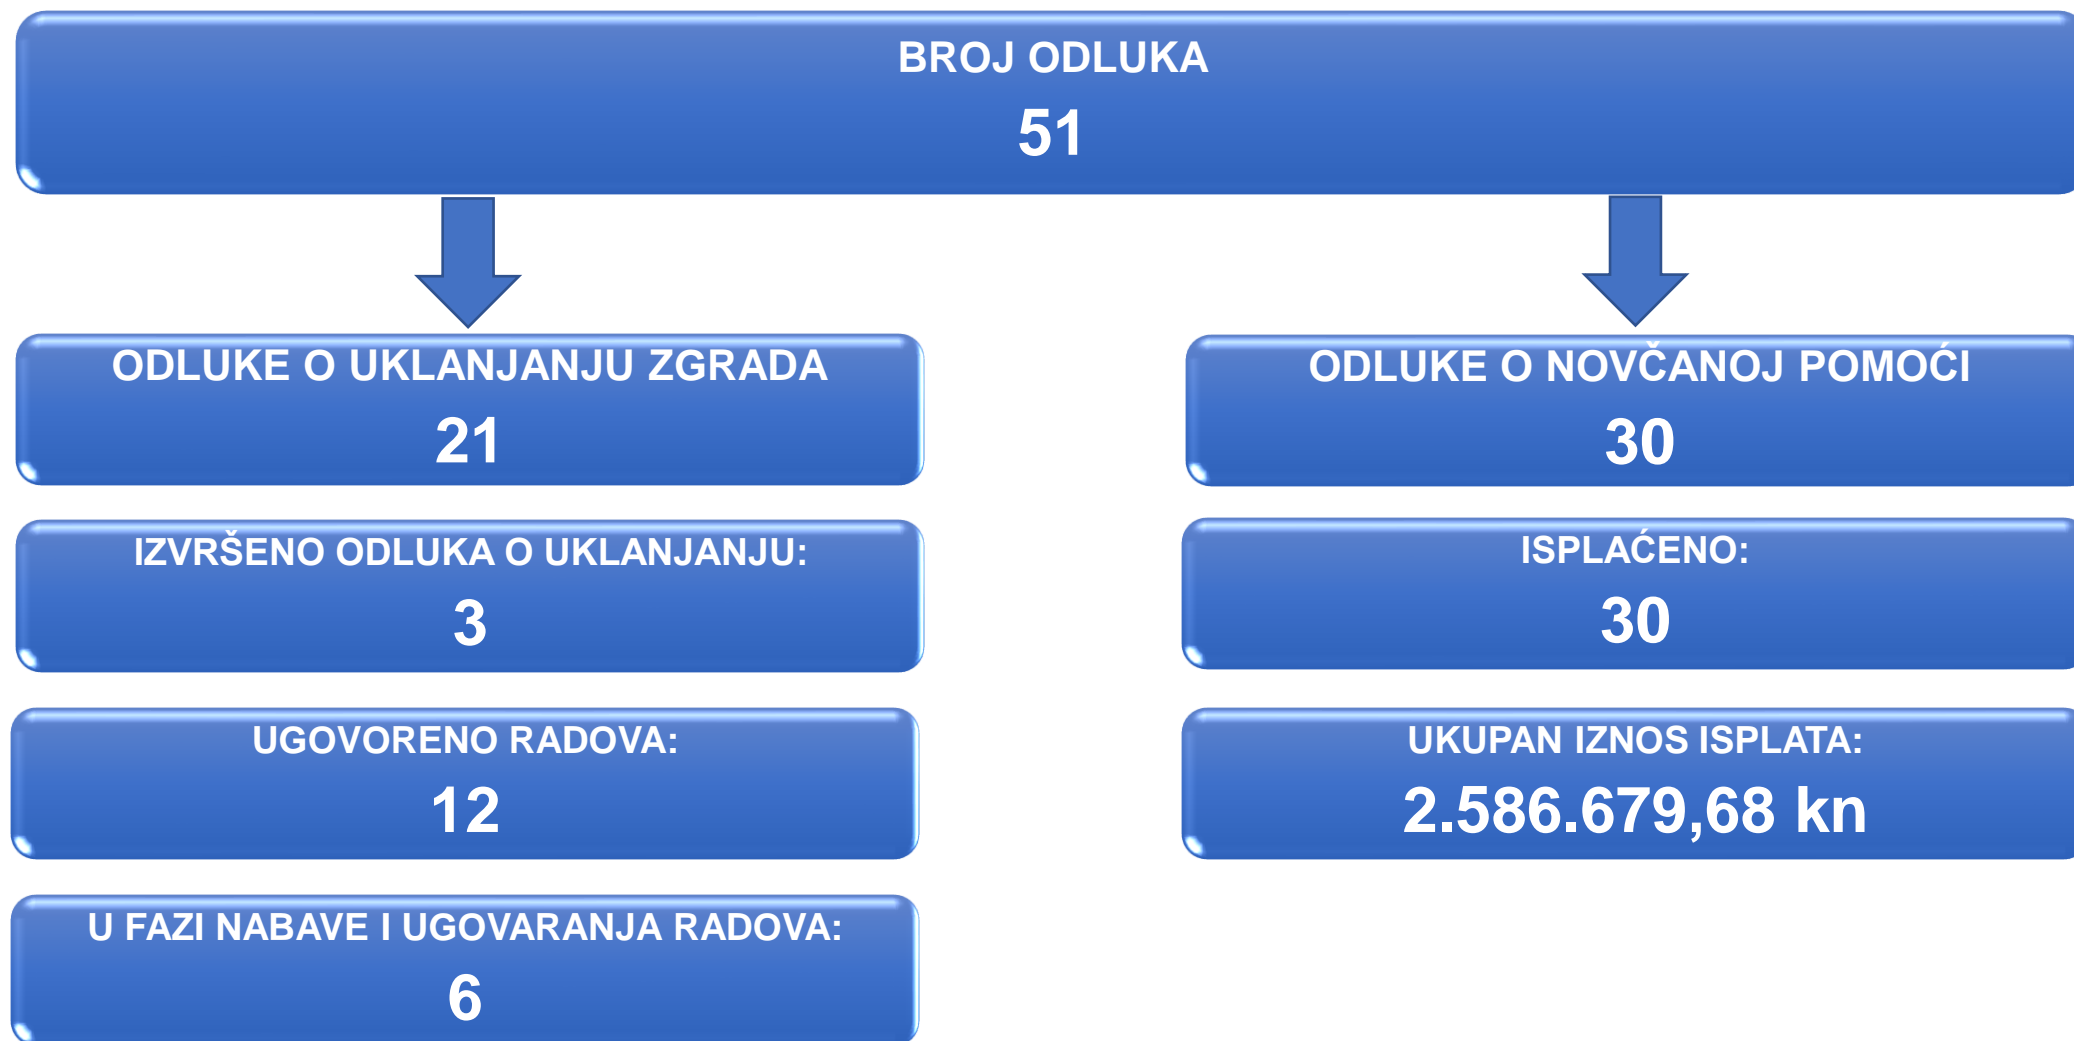 BROJ ODLUKA
51
ODLUKE O UKLANJANJU ZGRADA
21
IZVRŠENO ODLUKA O UKLANJANJU:
3
UGOVORENO RADOVA:
12
U FAZI NABAVE I UGOVARANJA RADOVA:
6
ODLUKE O NOVČANOJ POMOĆI
30
ISPLAĆENO:
30
UKUPAN IZNOS ISPLATA:
2.586.679,68 kn